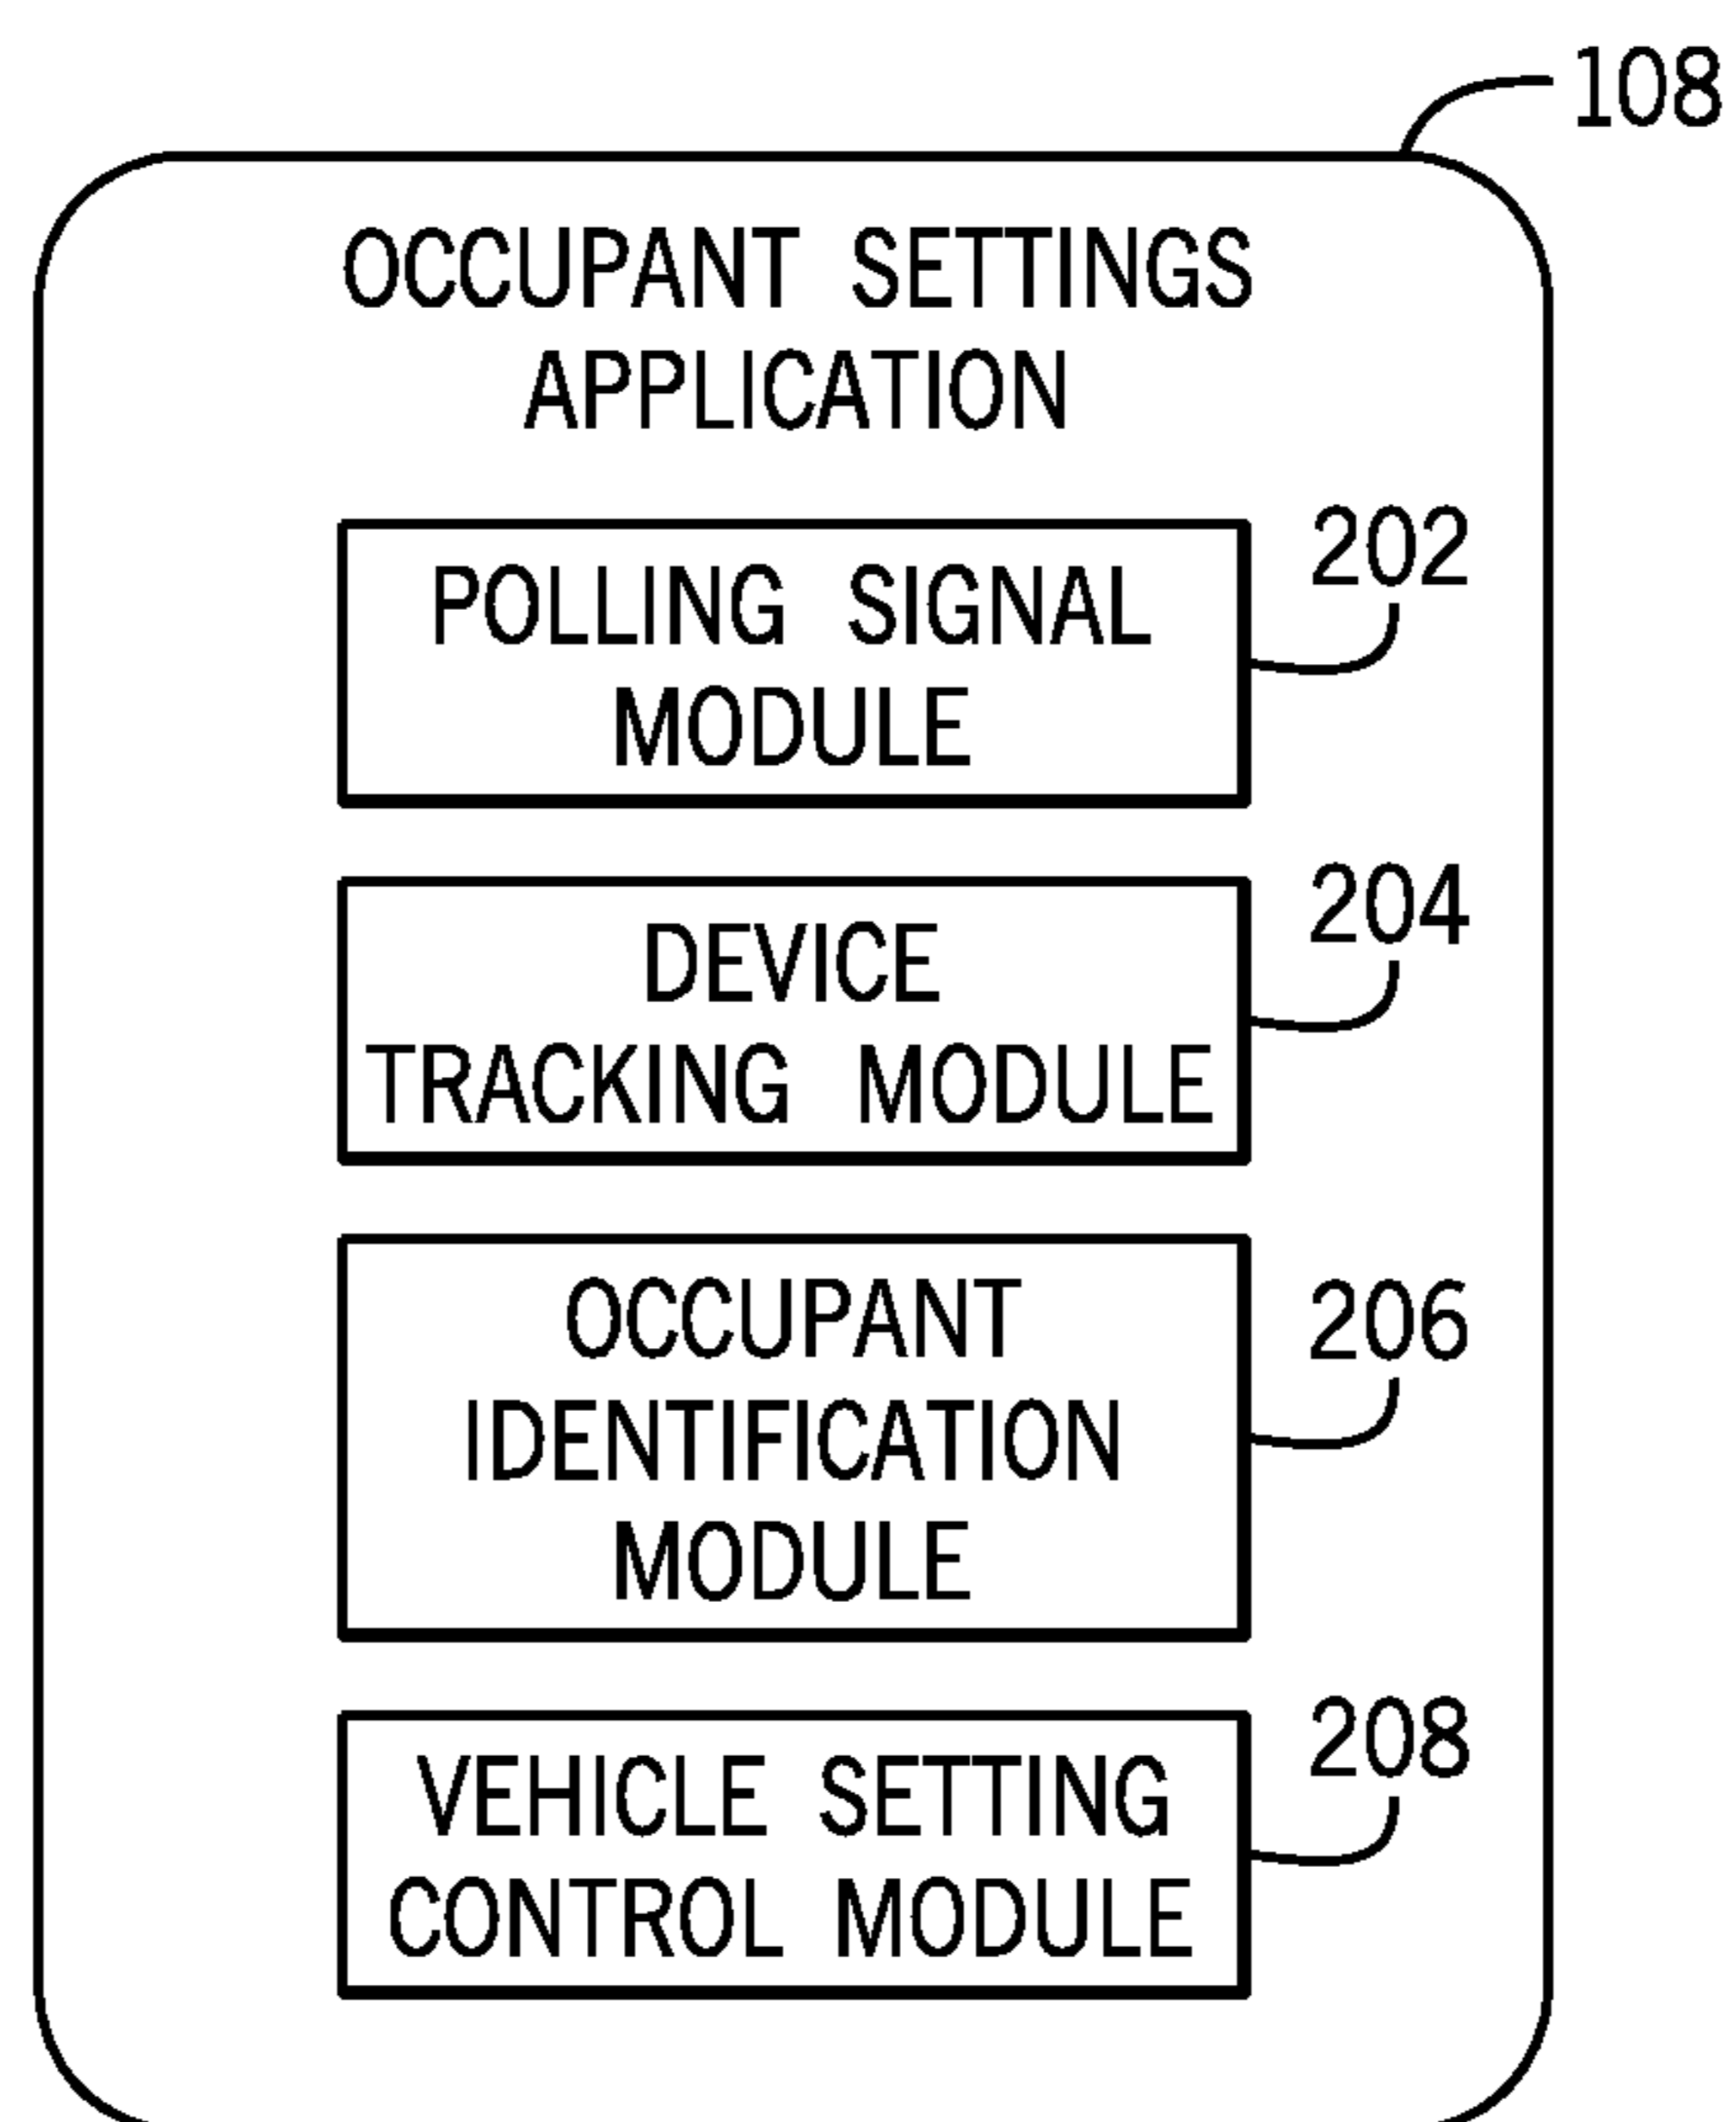 108
OCCUPANT SETTINGS
APPLICATION
202
POLLING SIGNAL
MODULE
204
DEVICE
TRACKING MODULE
206
OCCUPANT
IDENTIFICATION
MODULE
208
VEHICLE SETTING
CONTROL MODULE